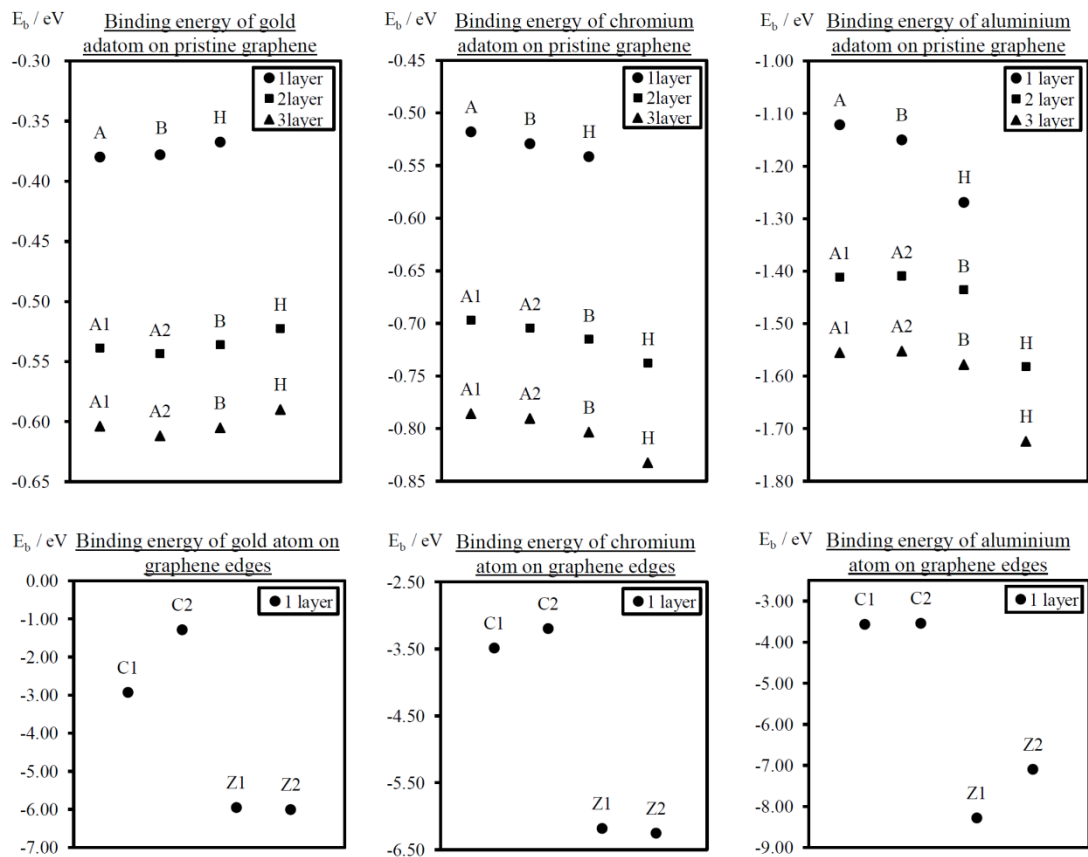 E_b / eV
Binding energy of gold
adatom on pristine graphene
1layer
2layer
3layer
-0.30
-0.35
-0.40
-0.45
-0.50
-0.55
-0.60
-0.65
A
B
H
A1
A2
B
H
A1
A2
B
H
Binding energy of chromium
adatom on pristine graphene
1layer
2layer
3layer
-0.45
-0.50
-0.55
-0.60
-0.65
-0.70
-0.75
-0.80
-0.85
A
B
H
A1
A2
B
H
A1
A2
B
H
E_b / eV
Binding energy of aluminium
adatom on pristine graphene
1 layer
2 layer
3 layer
-1.00
-1.10
-1.20
-1.30
-1.40
-1.50
-1.60
-1.70
-1.80
A
B
H
A1
A2
B
H
A1
A2
B
H
E_b / eV
Binding energy of gold atom on
graphene edges
1 layer
0.00
-1.00
-2.00
-3.00
-4.00
-5.00
-6.00
-7.00
C1
C2
Z1
Z2
E_b / eV
Binding energy of chromium
atom on graphene edges
1 layer
-2.50
-3.50
-4.50
-5.50
-6.50
C1
C2
Z1
Z2
E_b / eV
Binding energy of aluminium
atom on graphene edges
1 layer
-3.00
-4.00
-5.00
-6.00
-7.00
-8.00
-9.00
C1
C2
Z1
Z2
E_b / eV